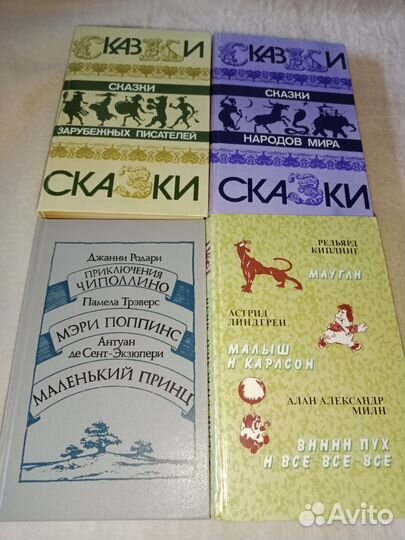 СКАЗКИ
СКАЗКИ
ЗАРУБЕЖНЫХ ПИСАТЕЛЕЙ
СКАЗКИ
СКАЗКИ
СКАЗКИ
НАРОДОВ МИРА
СКАЗКИ
Джанни Родари
ПРИКЛЮЧЕНИЯ
ЧИПОЛЛИНО
Памела Трэверс
МЭРИ ПОППИНС
Антуан
де Сент-Экзюпери
МАЛЕНЬКИЙ ПРИНЦ
РЕДЬЯРД
КИПЛИНГ
МАУГЛИ
АСТРИД
ЛИНДГРЕН
МАЛЫШ
И КАРЛСОН
АЛАН АЛЕКСАНДР
МИЛН
ВИННИ ПУХ
И ВСЕ-ВСЕ-ВСЕ
Avito